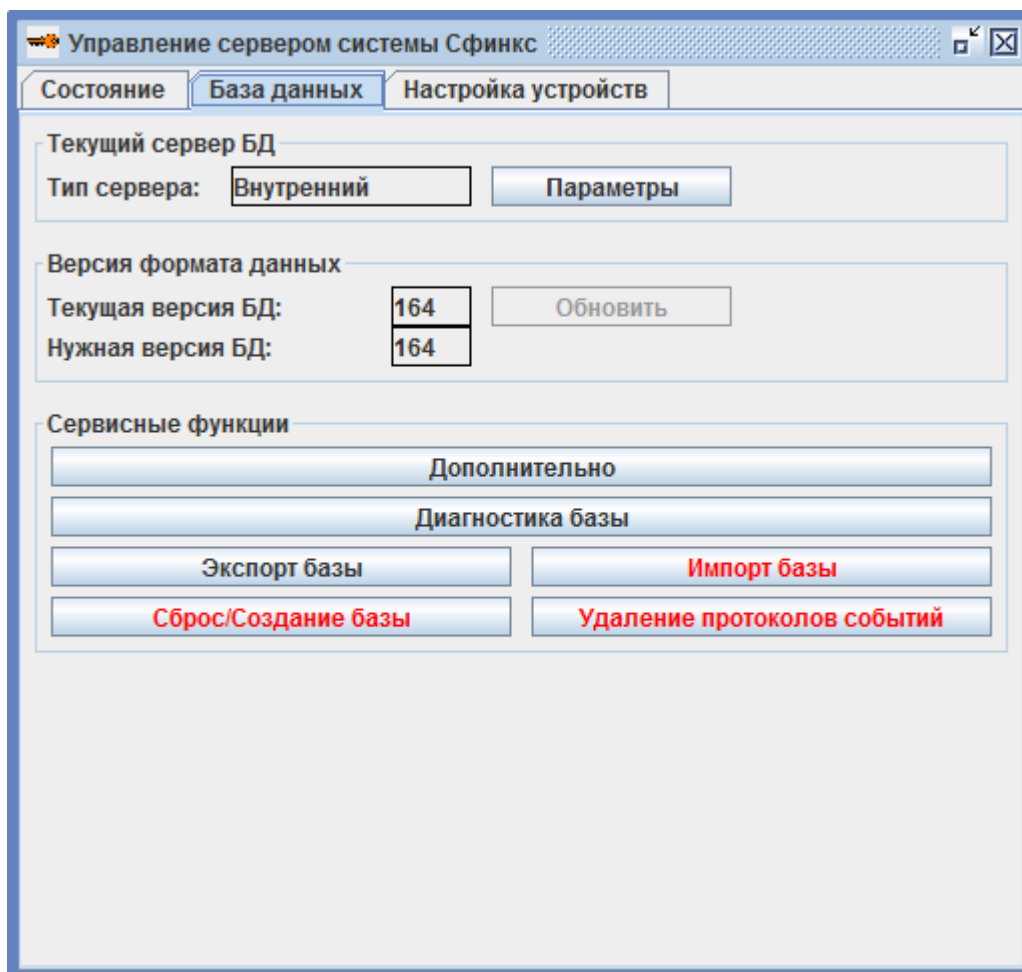 Управление сервером системы Сфинкс
Состояние База данных Настройка устройств
Текущий сервер БД
Тип сервера: Внутренний Параметры
Версия формата данных
Текущая версия БД: 164 Обновить
Нужная версия БД: 164
Сервисные функции
Дополнительно
Диагностика базы
Экспорт базы Импорт базы
Сброс/Создание базы Удаление протоколов событий